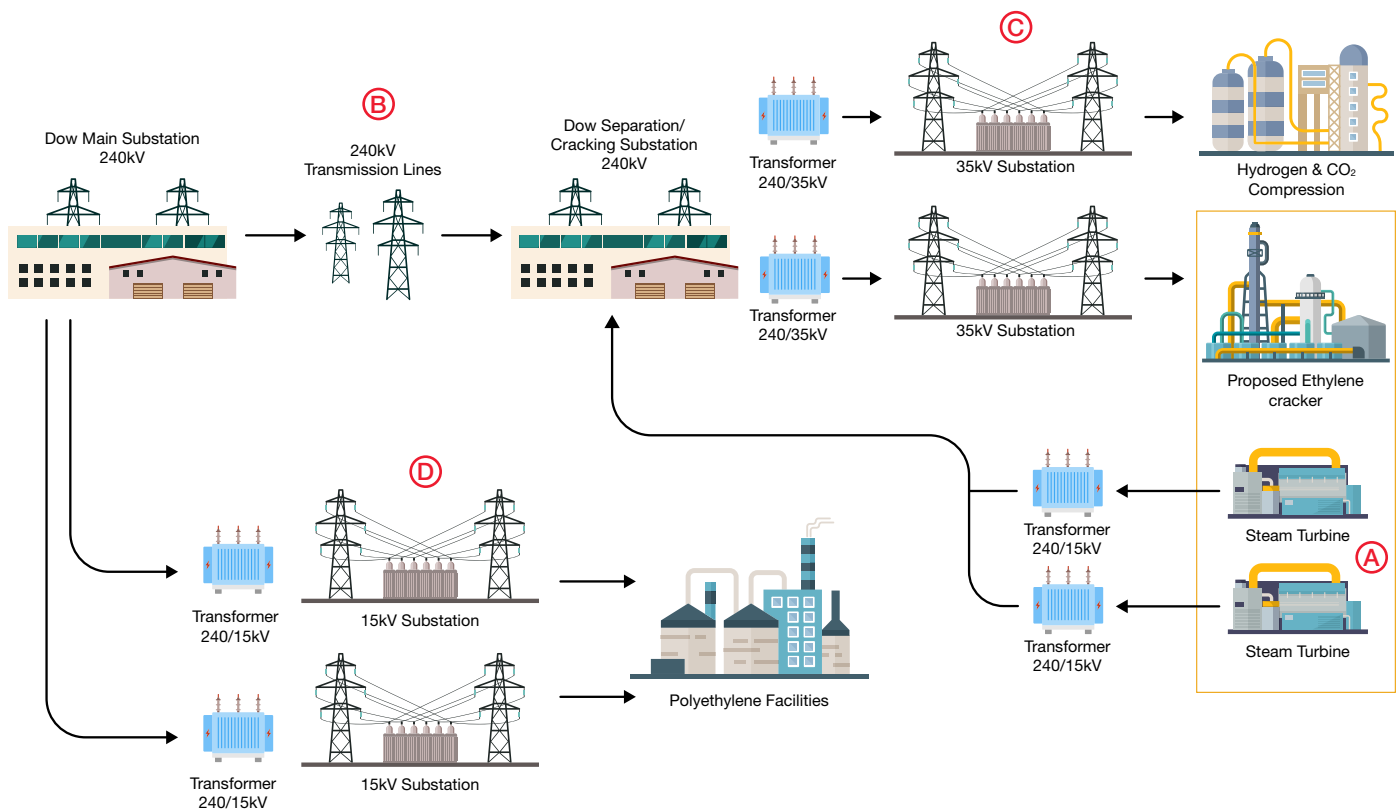 C
B
Dow Main Substation
240kV
240kV
Transmission Lines
Dow Separation/
Cracking Substation
240kV
Transformer
240/35kV
35kV Substation
Hydrogen & CO₂
Compression
Transformer
240/35kV
35kV Substation
Proposed Ethylene
cracker
D
Transformer
240/15kV
Steam Turbine
A
Transformer
240/15kV
15kV Substation
Transformer
240/15kV
Steam Turbine
Polyethylene Facilities
Transformer
240/15kV
15kV Substation